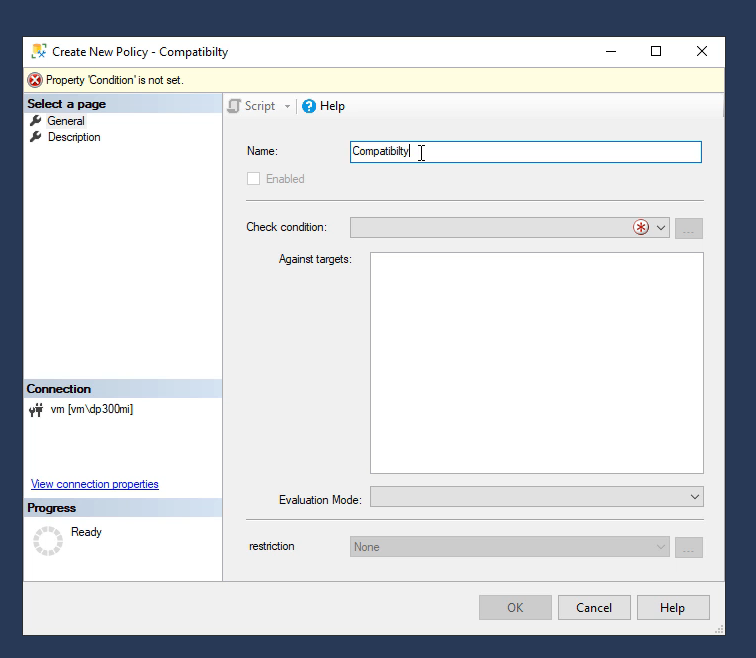 Create New Policy - Compatibilty
Property 'Condition' is not set.
Select a page
General
Description
Script
Help
Name:
Compatibilty
Enabled
Check condition:
...
Against targets:
Evaluation Mode:
restriction
None
...
Connection
vm [vm\dp300mi]
View connection properties
Progress
Ready
OK
Cancel
Help